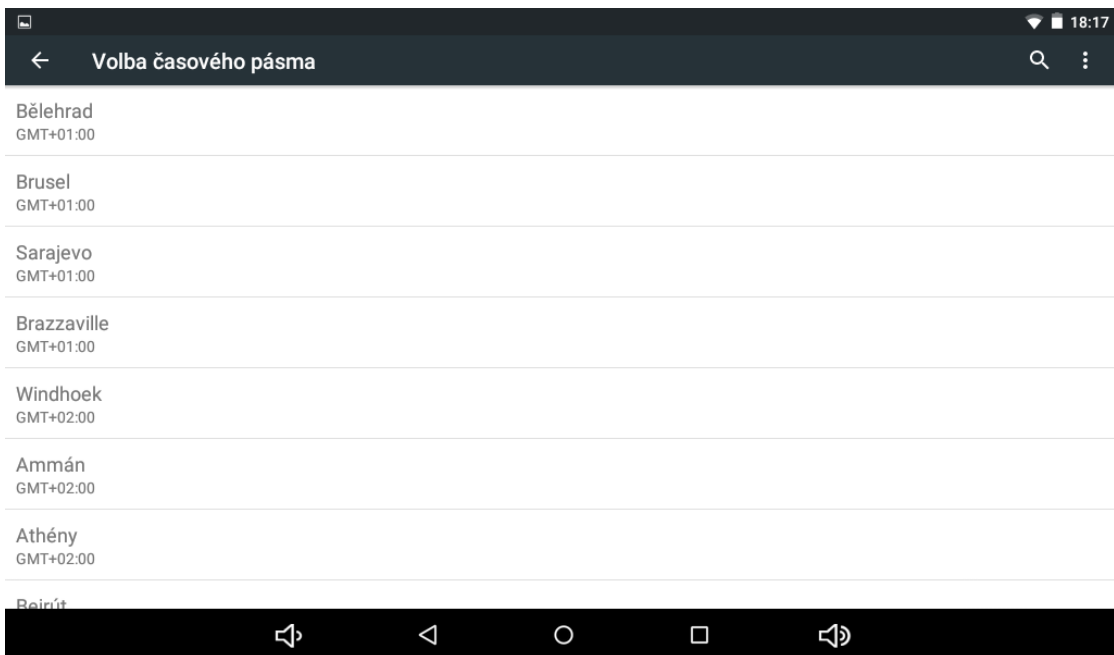 18:17
Volba časového pásma
Bělehrad
GMT+01:00
Brusel
GMT+01:00
Sarajevo
GMT+01:00
Brazzaville
GMT+01:00
Windhoek
GMT+02:00
Ammán
GMT+02:00
Athény
GMT+02:00
Bejrút